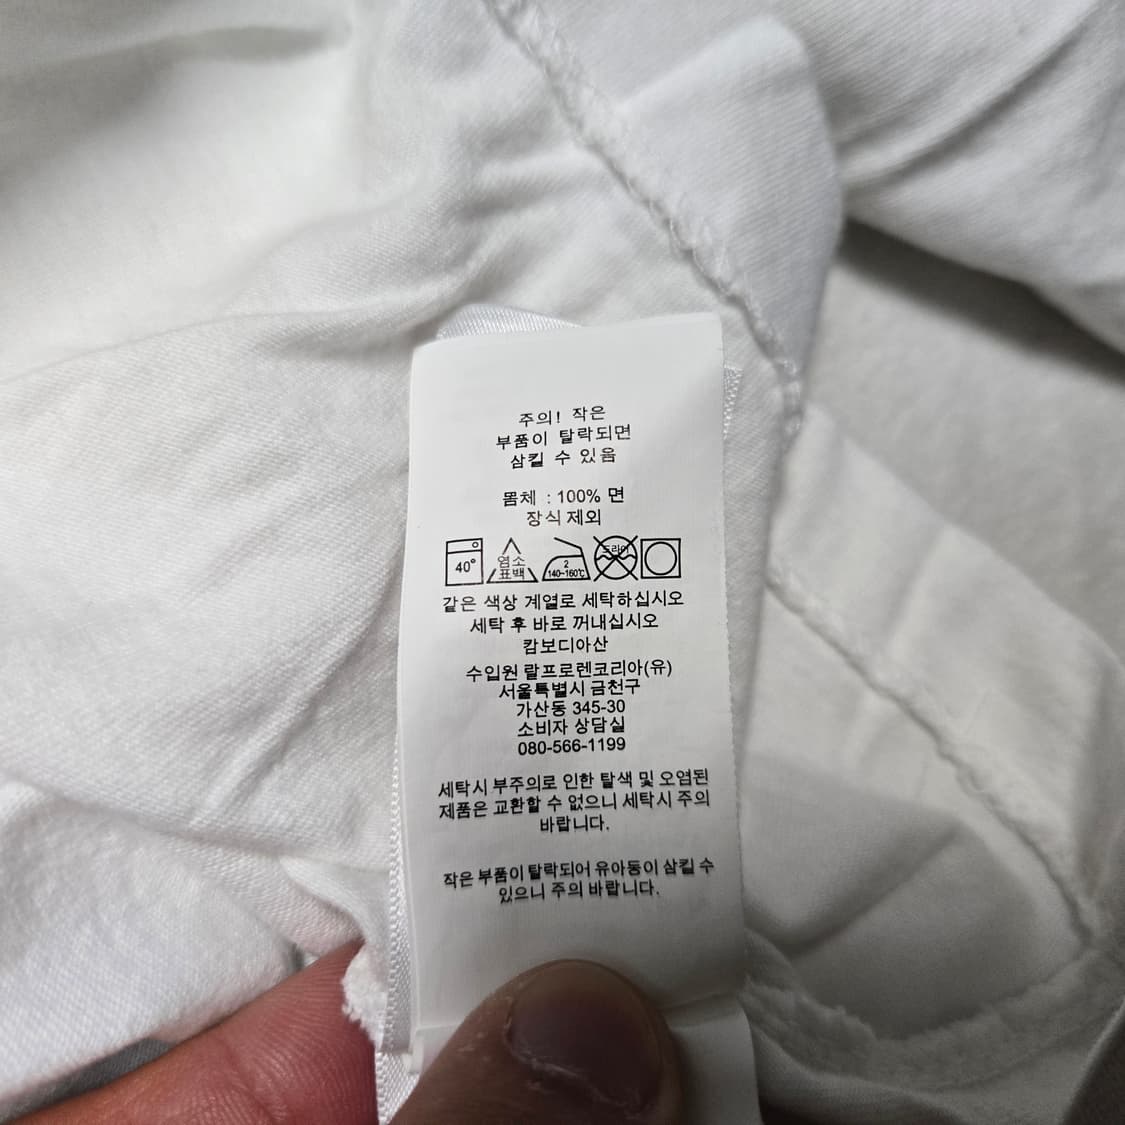 주의! 작은
부품이 탈락되면
삼킬 수 있음
몸체 : 100% 면
장식 제외
40° 염소 표백 2 140~160℃ 드라이
같은 색상 계열로 세탁하십시오
세탁 후 바로 꺼내십시오
캄보디아산
수입원 랄프로렌코리아(유)
서울특별시 금천구
가산동 345-30
소비자 상담실
080-566-1199
세탁시 부주의로 인한 탈색 및 오염된
제품은 교환할 수 없으니 세탁시 주의
바랍니다.
작은 부품이 탈락되어 유아동이 삼킬 수
있으니 주의 바랍니다.